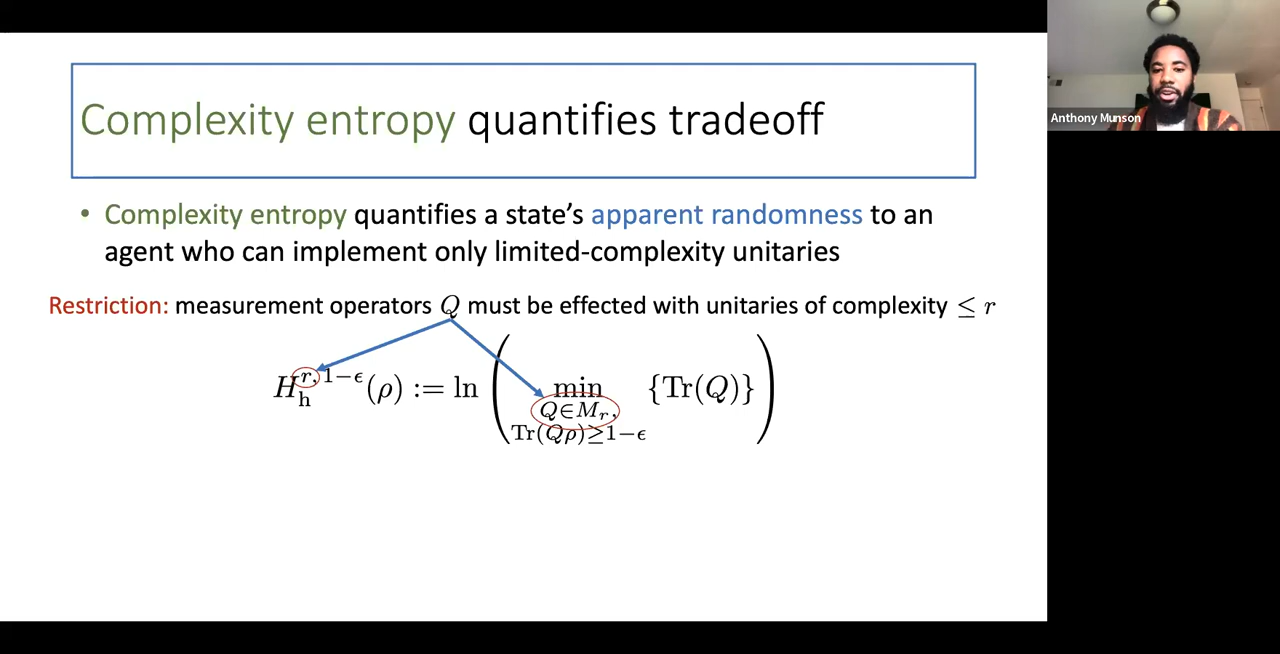 Complexity entropy quantifies tradeoff
• Complexity entropy quantifies a state's apparent randomness to an
agent who can implement only limited-complexity unitaries
Restriction: measurement operators Q must be effected with unitaries of complexity ≤ r
H_h^{r,1−ϵ}(ρ) := ln ( min_{Q∈M_r, Tr(Qρ)≥1−ϵ} {Tr(Q)} )
Anthony Munson